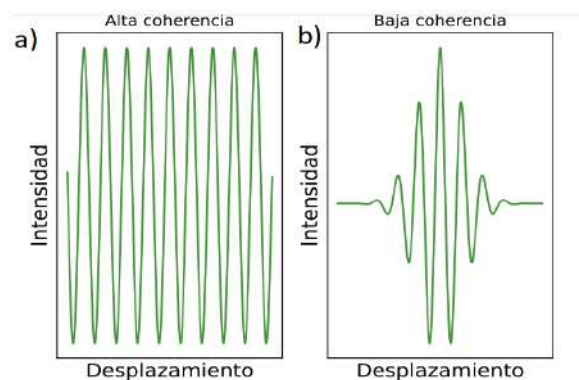 a)
Alta coherencia
Intensidad
Desplazamiento
b)
Baja coherencia
Intensidad
Desplazamiento